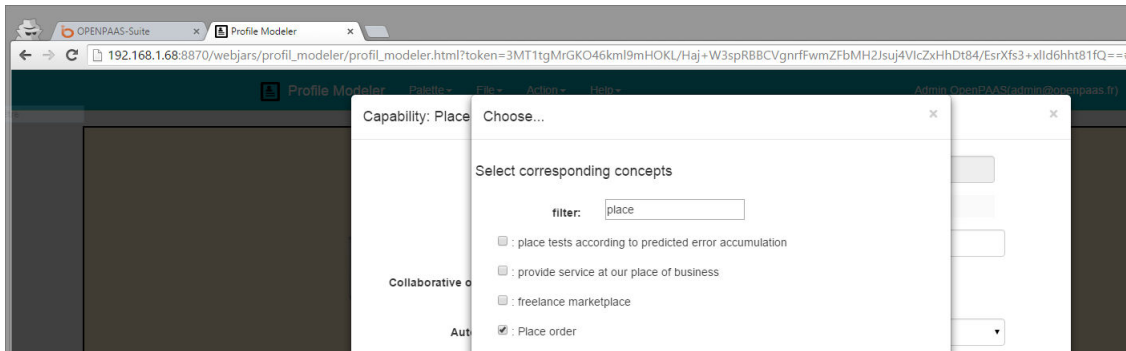 OPENPAAS-Suite
Profile Modeler
192.168.1.68:8870/webjars/profil_modeler/profil_modeler.html?token=3MT1tgMrGKO46kml9mHOKL/Haj+W3spRBBCVgnrfFwmZFbMH2Jsuj4VIcZxHhDt84/EsrXfs3+xlId6hht81fQ==
Profile Modeler Palette File Action Help Admin OpenPAAS(admin@openpaas.fr)
Capability: Place
Choose...
Select corresponding concepts
filter: place
: place tests according to predicted error accumulation
: provide service at our place of business
Collaborative o
: freelance marketplace
Aut
: Place order